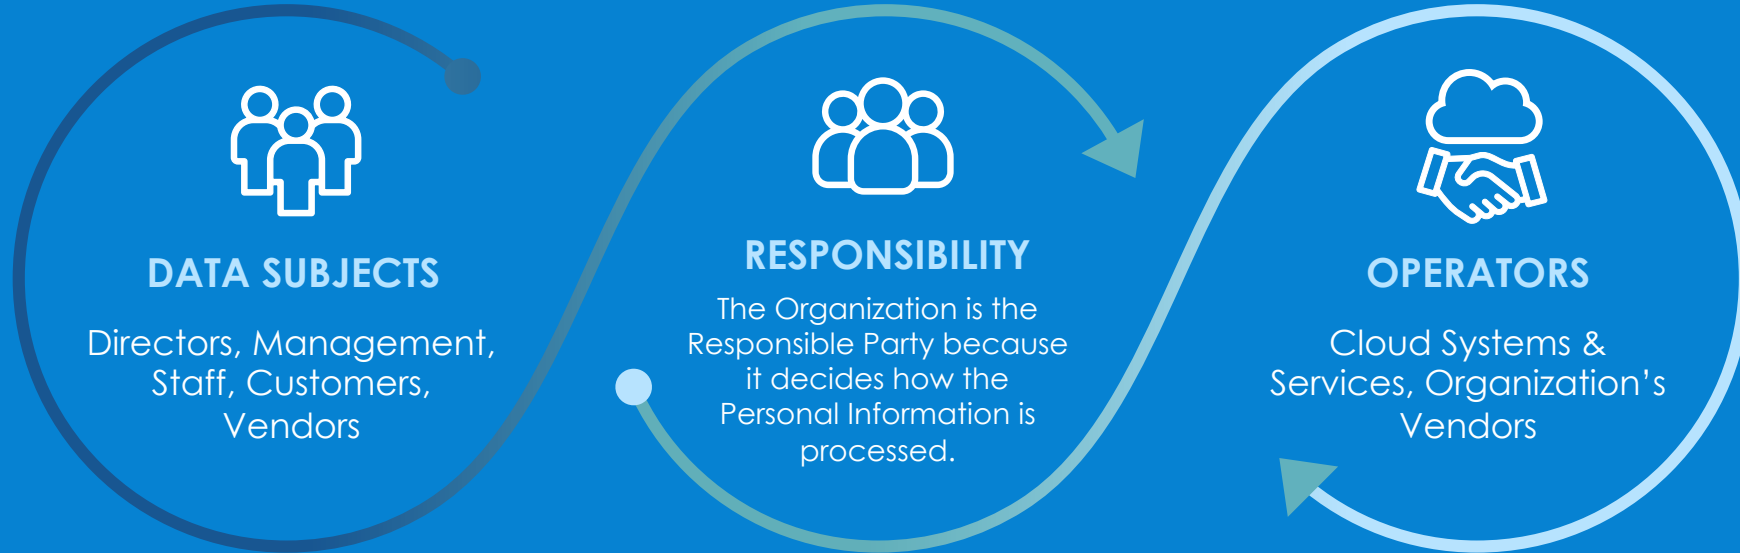 DATA SUBJECTS
Directors, Management,
Staff, Customers,
Vendors
RESPONSIBILITY
The Organization is the
Responsible Party because
it decides how the
Personal Information is
processed.
OPERATORS
Cloud Systems &
Services, Organization’s
Vendors